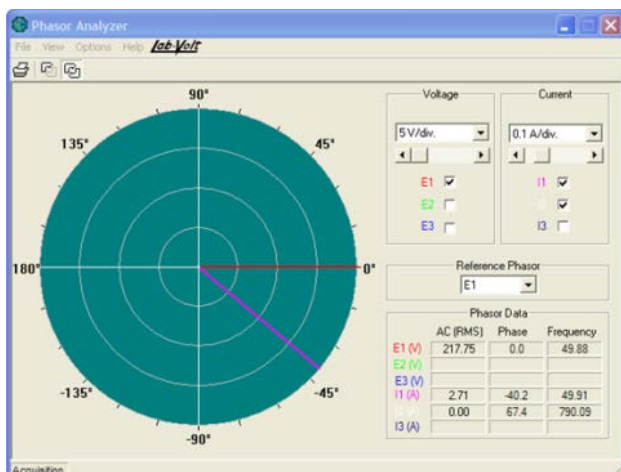 Phasor Analyzer
File View Options Help Lab-Volt
90°
135°
45°
180°
0°
-135°
-45°
-90°
Voltage
5 V/div.
E1
E2
E3
Current
0.1 A/div.
I1
I2
I3
Reference Phasor
E1
Phasor Data
AC (RMS) Phase Frequency
E1 (V) 217.75 0.0 49.88
E2 (V)
E3 (V)
I1 (A) 2.71 -40.2 49.91
I2 (A) 0.00 67.4 790.09
I3 (A)
Acquisition